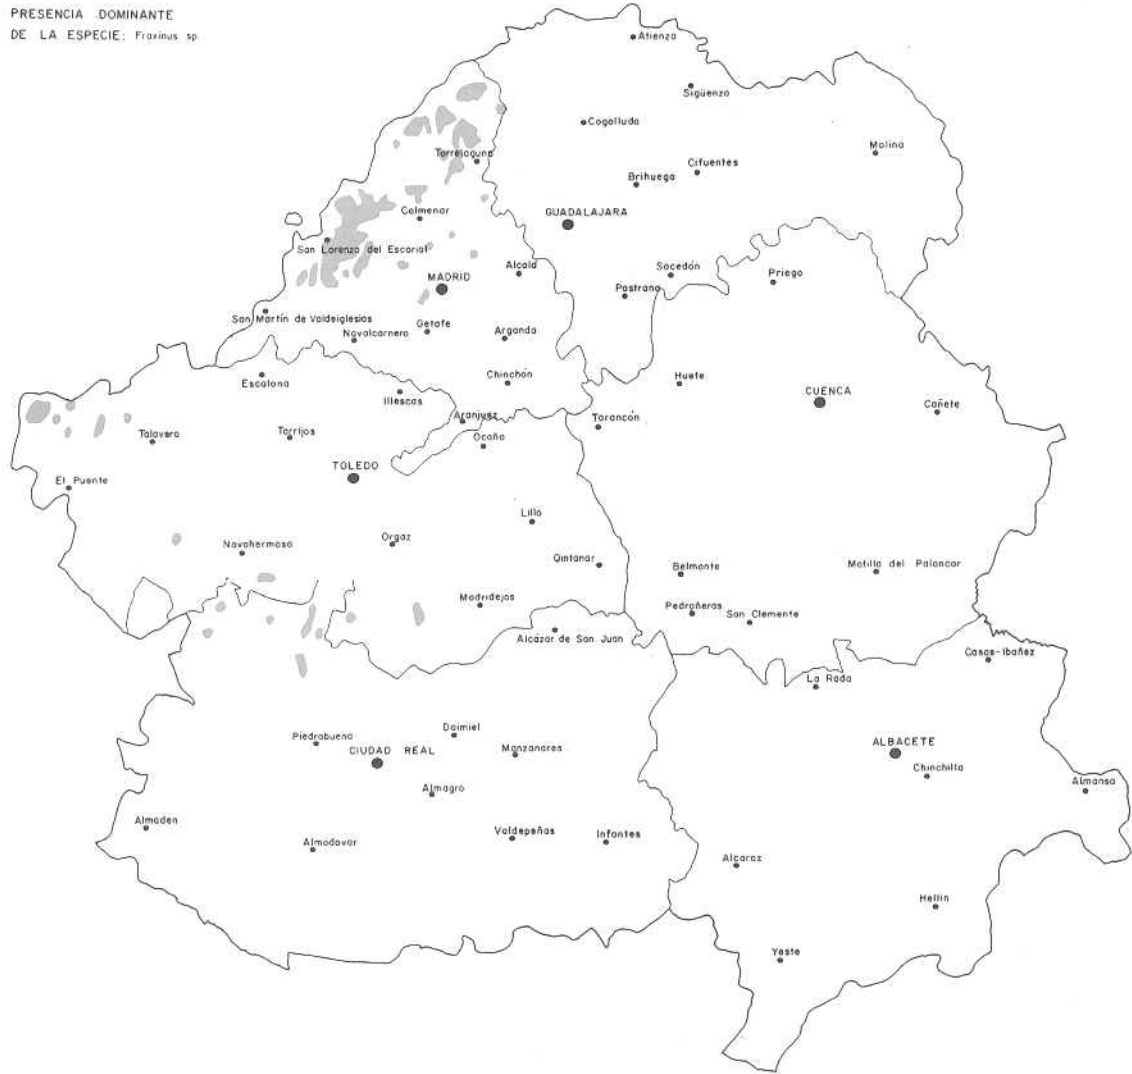 PRESENCIA DOMINANTE
DE LA ESPECIE: Fraxinus sp
Atienza
Sigüenza
Cogolludo
Molina
Torrelaguna
Cifuentes
Brihuega
Colmenar
GUADALAJARA
San Lorenzo del Escorial
Alcalá
Sacedón
Priego
MADRID
Pastrana
San Martín de Valdeiglesias
Getafe
Navalcarnero
Arganda
Chinchón
Huete
Escalona
CUENCA
Illescas
Cañete
Aranjuez
Tarancón
Talavera
Torrijos
Ocaña
TOLEDO
El Puente
Lillo
Orgaz
Navahermosa
Qintanar
Belmonte
Motilla del Palancar
Madridejos
Pedroñeras
San Clemente
Alcázar de San Juan
Casas-Ibañez
La Roda
Piedrabuena
Daimiel
CIUDAD REAL
Manzanares
ALBACETE
Chinchilla
Almansa
Almagro
Almaden
Almodovar
Valdepeñas
Infantes
Alcaraz
Hellin
Yeste